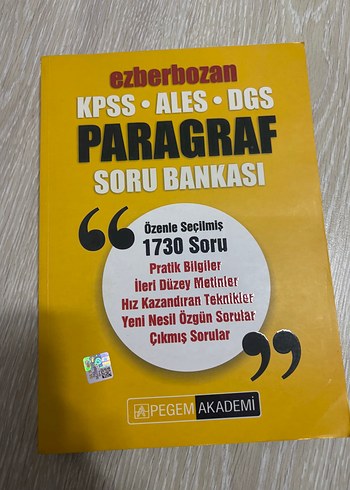 ezberbozan
KPSS • ALES • DGS
PARAGRAF
SORU BANKASI
Özenle Seçilmiş
1730 Soru
Pratik Bilgiler
İleri Düzey Metinler
Hız Kazandıran Teknikler
Yeni Nesil Özgün Sorular
Çıkmış Sorular
PEGEM AKADEMİ